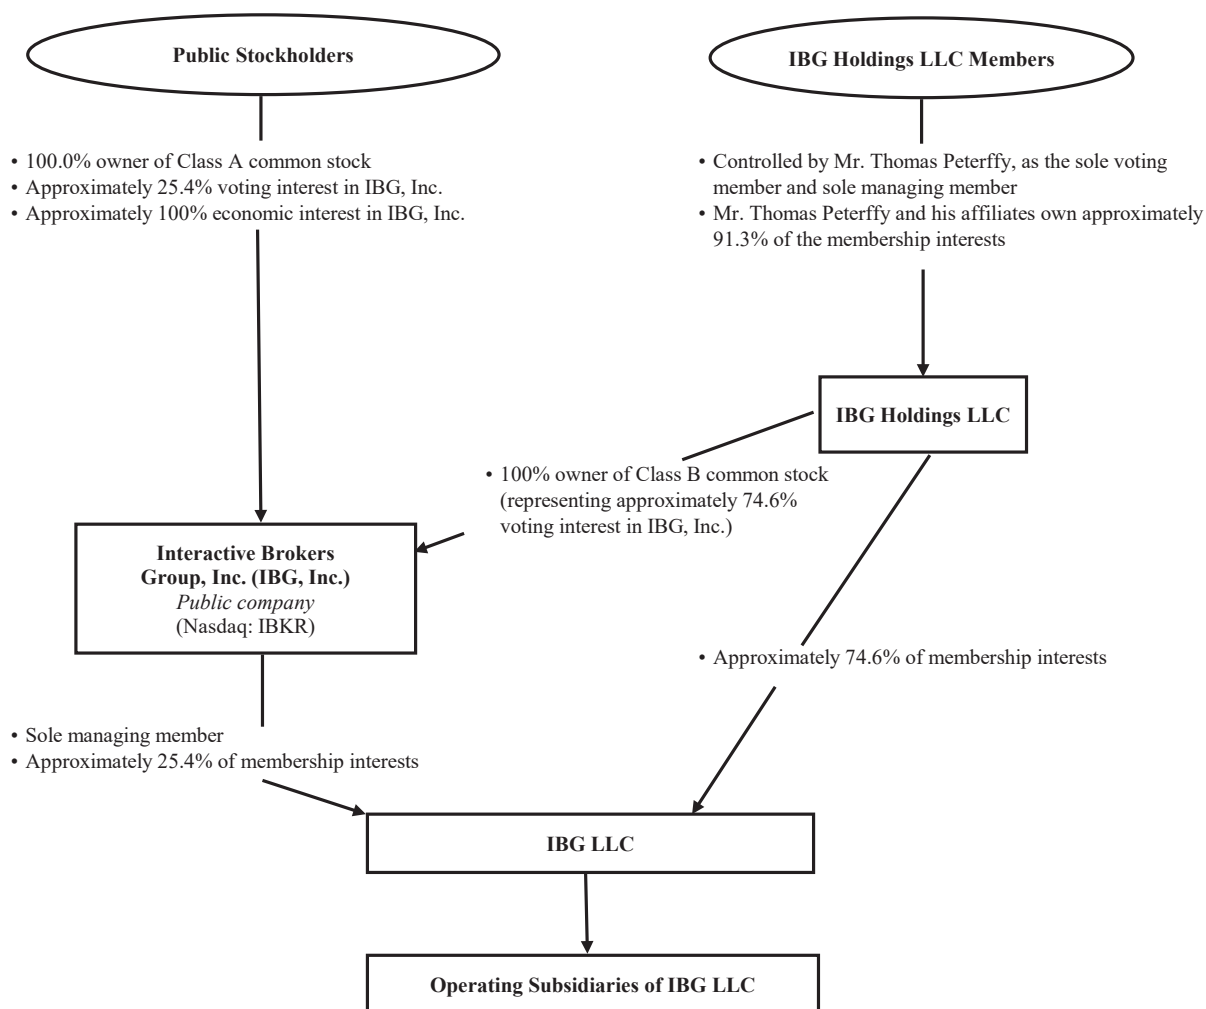 Public Stockholders
IBG Holdings LLC Members
• 100.0% owner of Class A common stock
• Approximately 25.4% voting interest in IBG, Inc.
• Approximately 100% economic interest in IBG, Inc.
• Controlled by Mr. Thomas Peterffy, as the sole voting
member and sole managing member
• Mr. Thomas Peterffy and his affiliates own approximately
91.3% of the membership interests
IBG Holdings LLC
• 100% owner of Class B common stock
(representing approximately 74.6%
voting interest in IBG, Inc.)
Interactive Brokers
Group, Inc. (IBG, Inc.)
Public company
(Nasdaq: IBKR)
• Approximately 74.6% of membership interests
• Sole managing member
• Approximately 25.4% of membership interests
IBG LLC
Operating Subsidiaries of IBG LLC